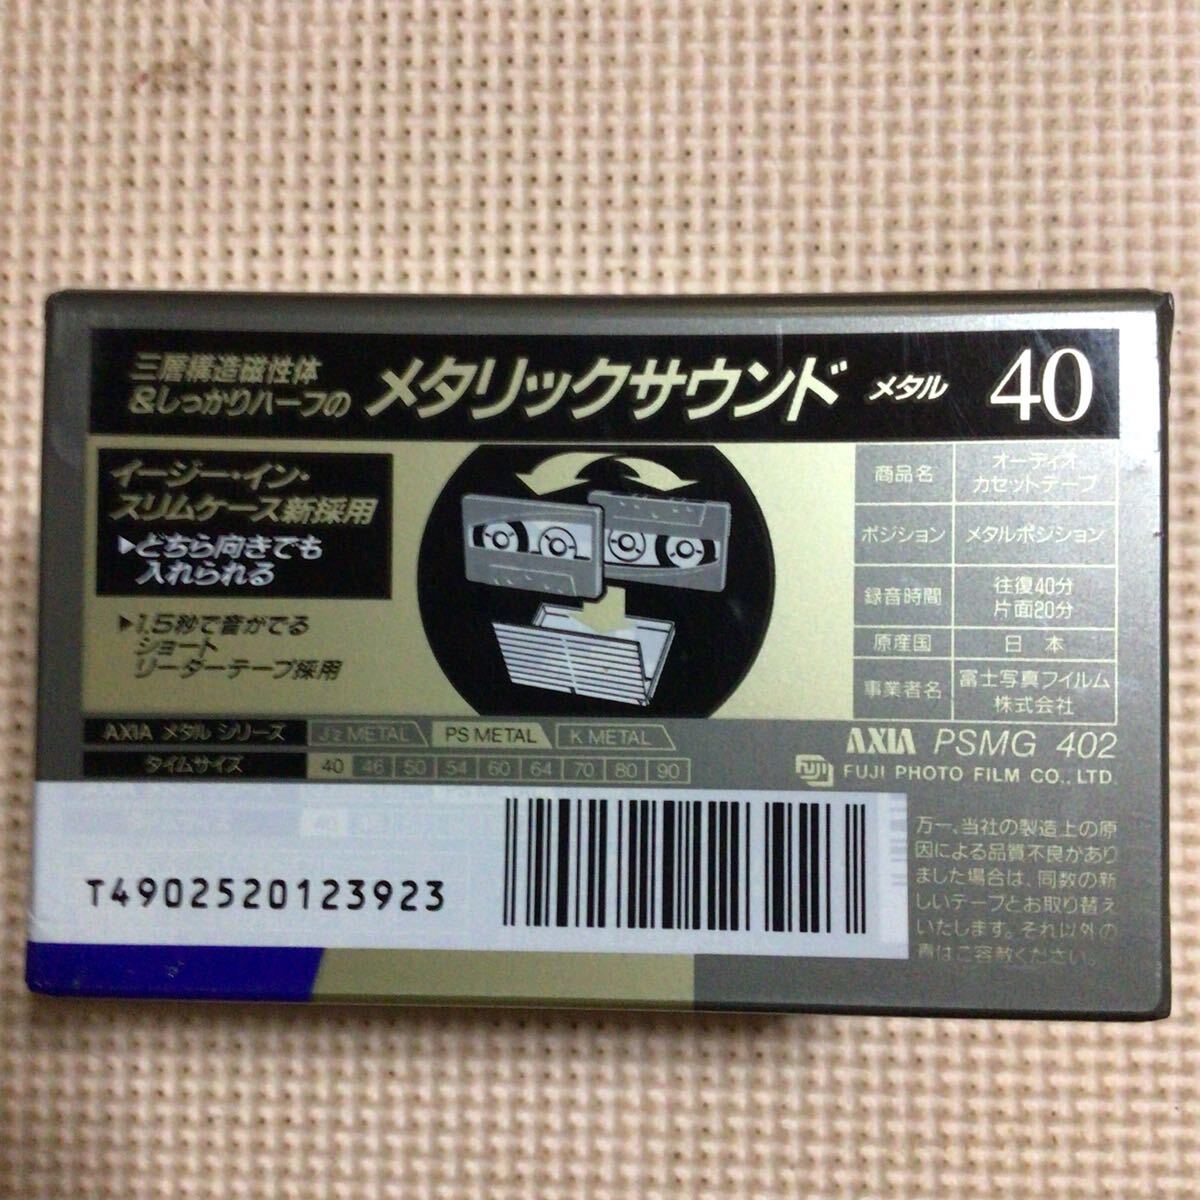 三層構造磁性体
&しっかりハーフの
メタリックサウンド メタル 40
イージー・イン・
スリムケース新採用
▶どちら向きでも
入れられる
▶1.5秒で音がでる
ショート
リーダーテープ採用
商品名 オーディオ
カセットテープ
ポジション メタルポジション
録音時間 往復40分
片面20分
原産国 日本
事業者名 富士写真フイルム
株式会社
AXIA メタル シリーズ J'z METAL PS METAL K METAL
タイムサイズ 40 46 50 54 60 64 70 80 90
AXIA PSMG 402
FUJI FUJI PHOTO FILM CO., LTD.
T4902520123923
万一、当社の製造上の原
因による品質不良があり
ました場合は、同数の新
しいテープとお取り替え
いたします。それ以外の
責はご容赦ください。